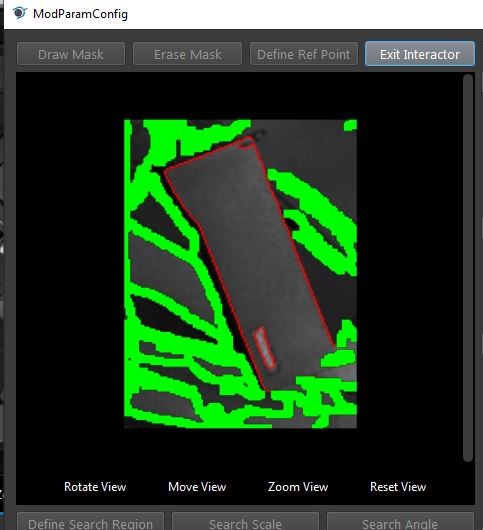 ModParamConfig
Draw Mask Erase Mask Define Ref Point Exit Interactor
Rotate View Move View Zoom View Reset View
Define Search Region Search Scale Search Angle